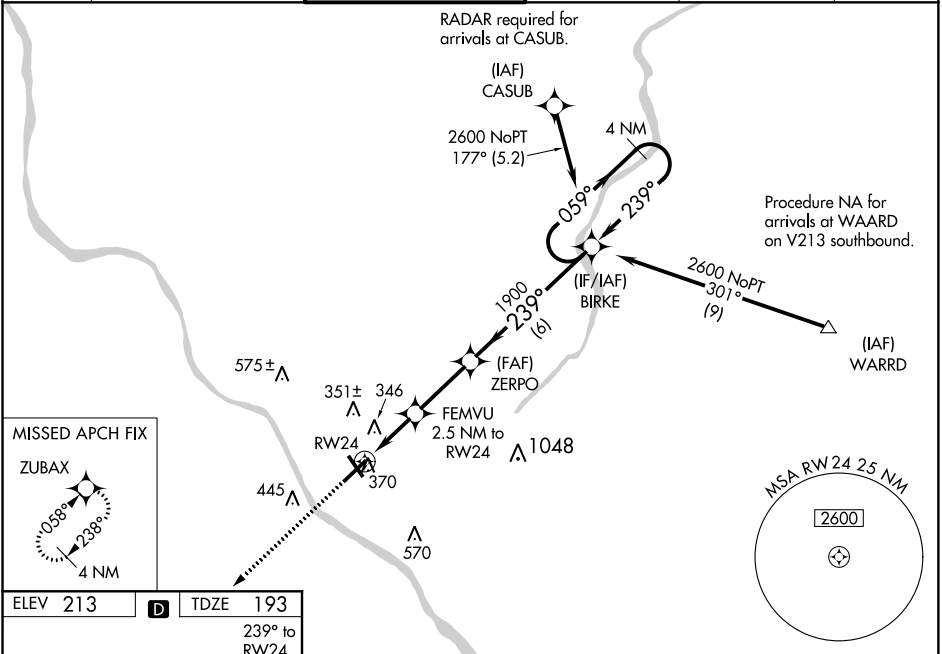 RADAR required for
arrivals at CASUB.
(IAF)
CASUB
2600 NoPT
177° (5.2)
4 NM
059°
239°
Procedure NA for
arrivals at WAARD
on V213 southbound.
(IF/IAF)
BIRKE
2600 NoPT
301°
(9)
(IAF)
WARRD
1900
239°
(6)
(FAF)
ZERPO
575±
351±
346
FEMVU
2.5 NM to
RW24
RW24
1048
370
445
570
MISSED APCH FIX
ZUBAX
058°
238°
4 NM
MSA RW24 25 NM
2600
ELEV 213
D
TDZE 193
239° to
RW24